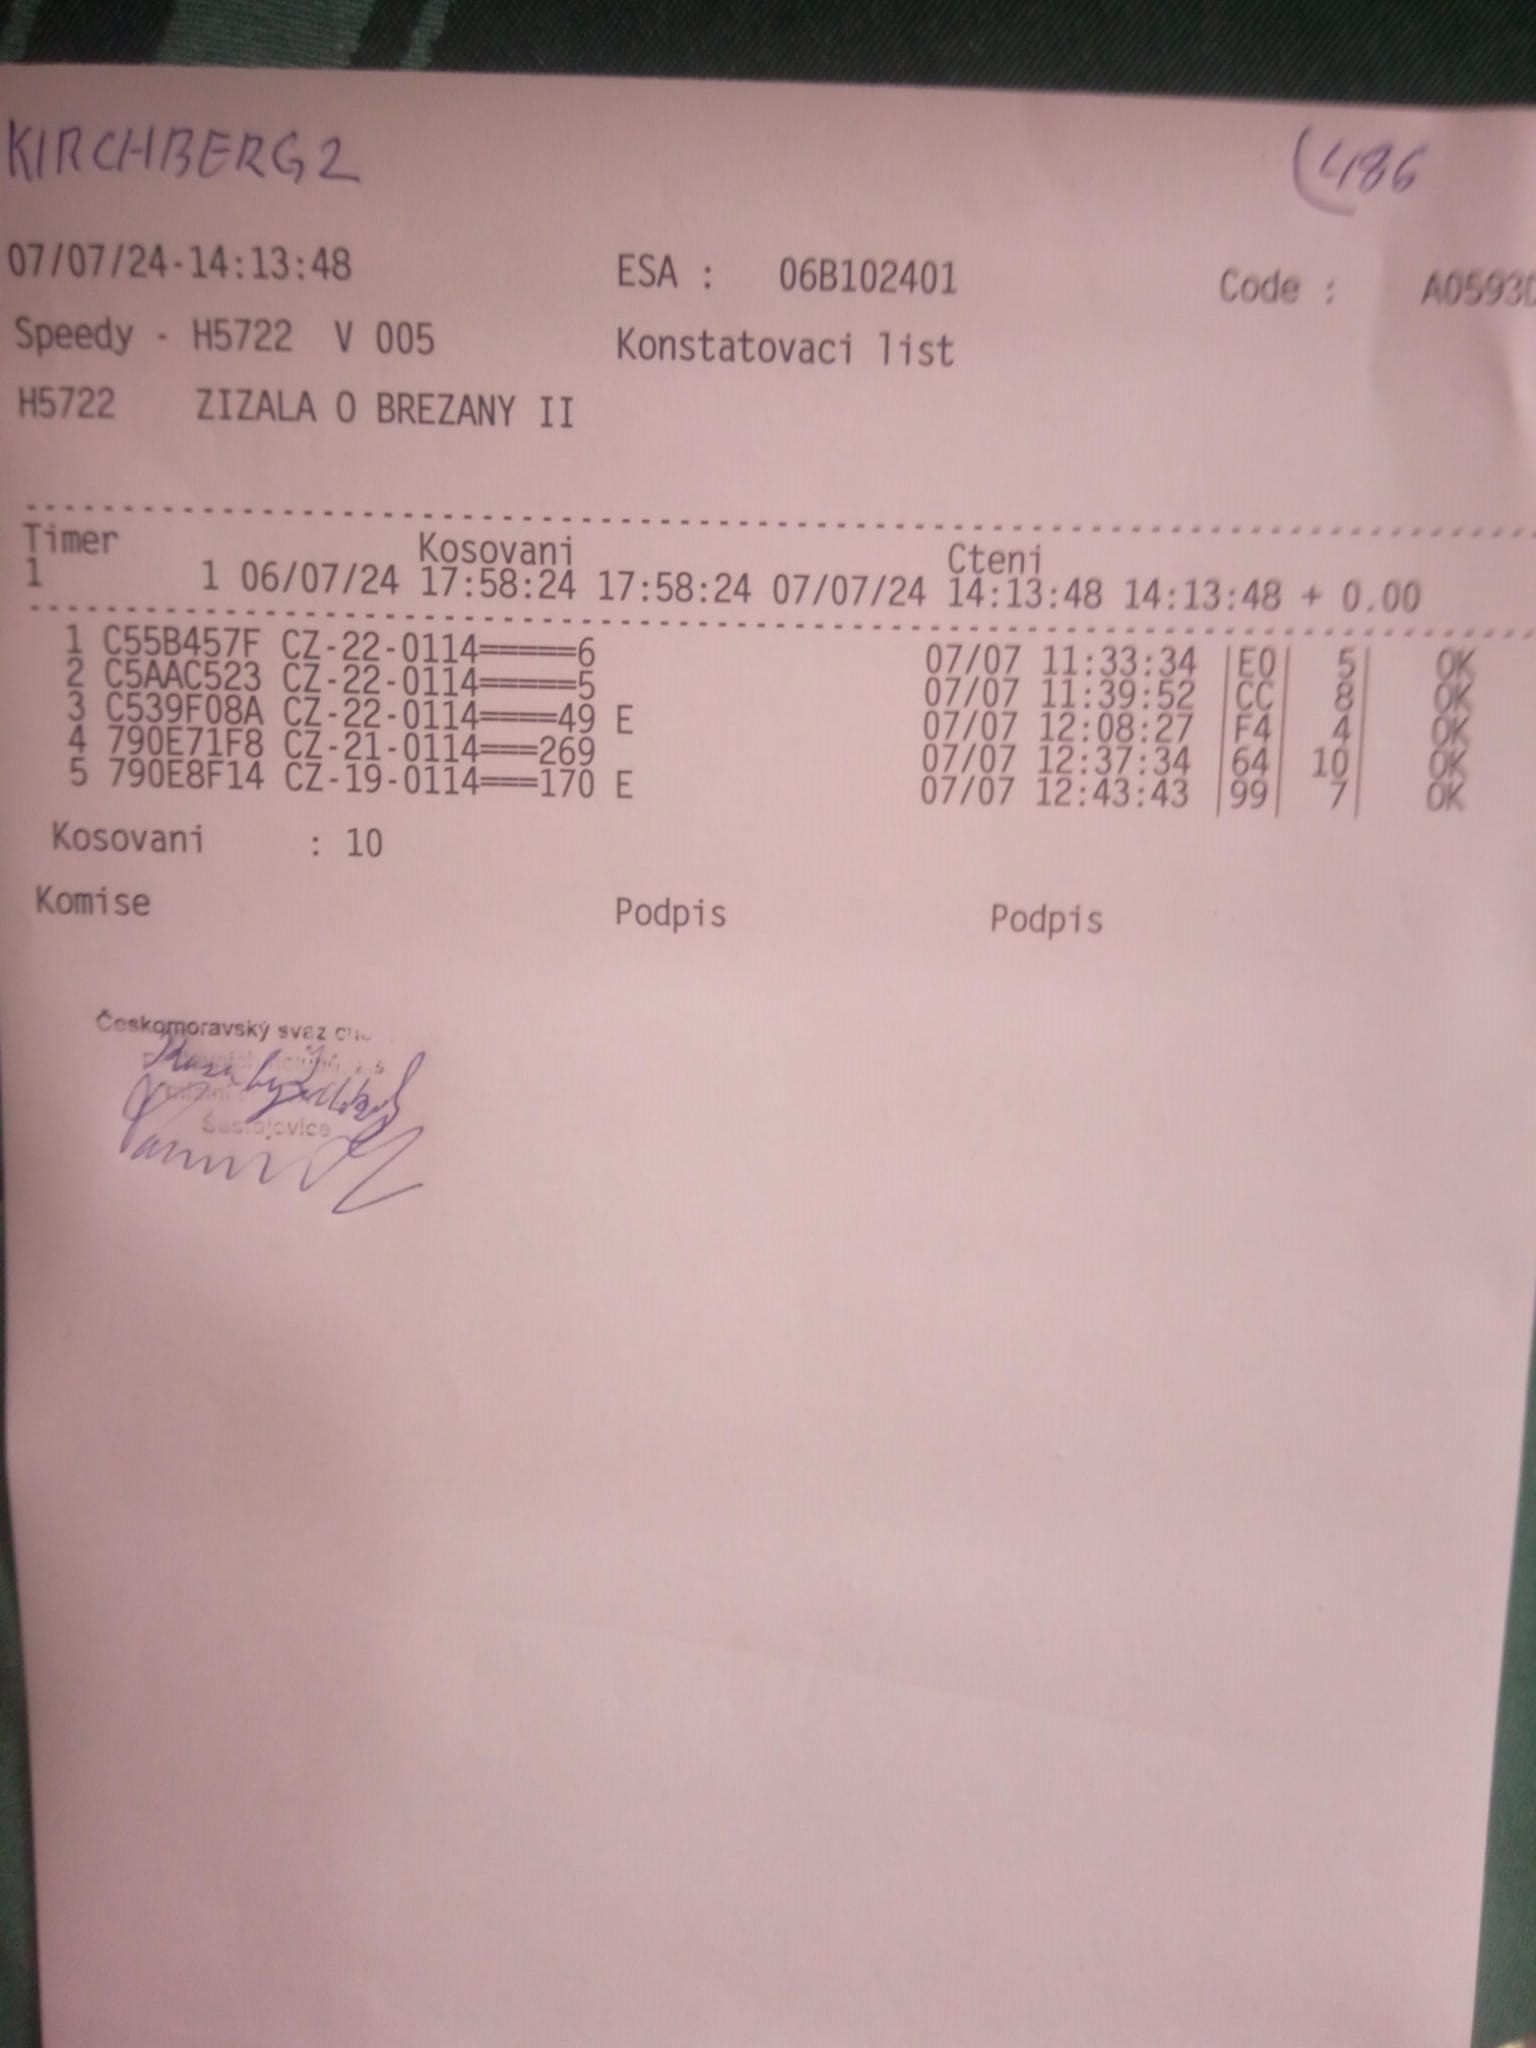 KIRCHBERG 2 (486
07/07/24-14:13:48 ESA : 06B102401 Code : A0593
Speedy - H5722 V 005 Konstatovaci list
H5722 ZIZALA O BREZANY II
Timer Kosovani Cteni
1 1 06/07/24 17:58:24 17:58:24 07/07/24 14:13:48 14:13:48 + 0.00
1 C55B457F CZ-22-0114=====6 07/07 11:33:34 |E0| 5| OK
2 C5AAC523 CZ-22-0114=====5 07/07 11:39:52 |CC| 8| OK
3 C539F08A CZ-22-0114====49 E 07/07 12:08:27 |F4| 4| OK
4 790E71F8 CZ-21-0114===269 07/07 12:37:34 |64| 10| OK
5 790E8F14 CZ-19-0114===170 E 07/07 12:43:43 |99| 7| OK
Kosovani : 10
Komise Podpis Podpis
Českomoravský svaz
Šestajovice